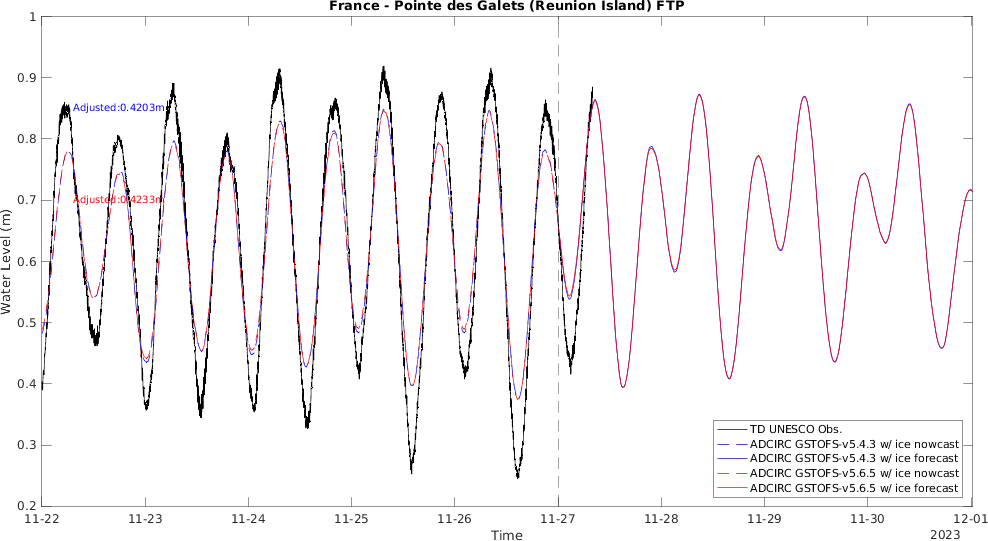 France - Pointe des Galets (Reunion Island) FTP
1
0.9
0.8
0.7
0.6
0.5
0.4
0.3
0.2
Water Level (m)
Adjusted:0.4203m
Adjusted:0.4233m
TD UNESCO Obs.
ADCIRC GSTOFS-v5.4.3 w/ ice nowcast
ADCIRC GSTOFS-v5.4.3 w/ ice forecast
ADCIRC GSTOFS-v5.6.5 w/ ice nowcast
ADCIRC GSTOFS-v5.6.5 w/ ice forecast
11-22 11-23 11-24 11-25 11-26 11-27 11-28 11-29 11-30 12-01
Time
2023